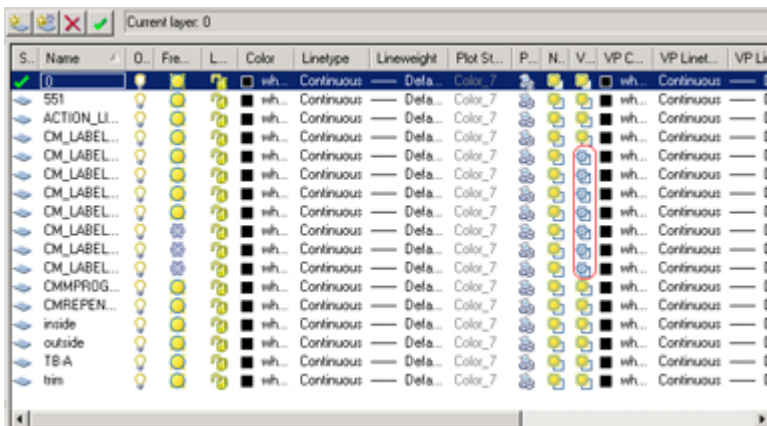 Current layer: 0
S.. Name O.. Fre... L... Color Linetype Lineweight Plot St... P... N.. V... VP C... VP Linet... VP Li
0 wh... Continuous Defa... Color_7 wh... Continuous
551 wh... Continuous Defa... Color_7 wh... Continuous
ACTION_LI... wh... Continuous Defa... Color_7 wh... Continuous
CM_LABEL... wh... Continuous Defa... Color_7 wh... Continuous
CM_LABEL... wh... Continuous Defa... Color_7 wh... Continuous
CM_LABEL... wh... Continuous Defa... Color_7 wh... Continuous
CM_LABEL... wh... Continuous Defa... Color_7 wh... Continuous
CM_LABEL... wh... Continuous Defa... Color_7 wh... Continuous
CM_LABEL... wh... Continuous Defa... Color_7 wh... Continuous
CM_LABEL... wh... Continuous Defa... Color_7 wh... Continuous
CM_LABEL... wh... Continuous Defa... Color_7 wh... Continuous
CMMPROG... wh... Continuous Defa... Color_7 wh... Continuous
CMREPEN... wh... Continuous Defa... Color_7 wh... Continuous
inside wh... Continuous Defa... Color_7 wh... Continuous
outside wh... Continuous Defa... Color_7 wh... Continuous
TB-A wh... Continuous Defa... Color_7 wh... Continuous
trim wh... Continuous Defa... Color_7 wh... Continuous